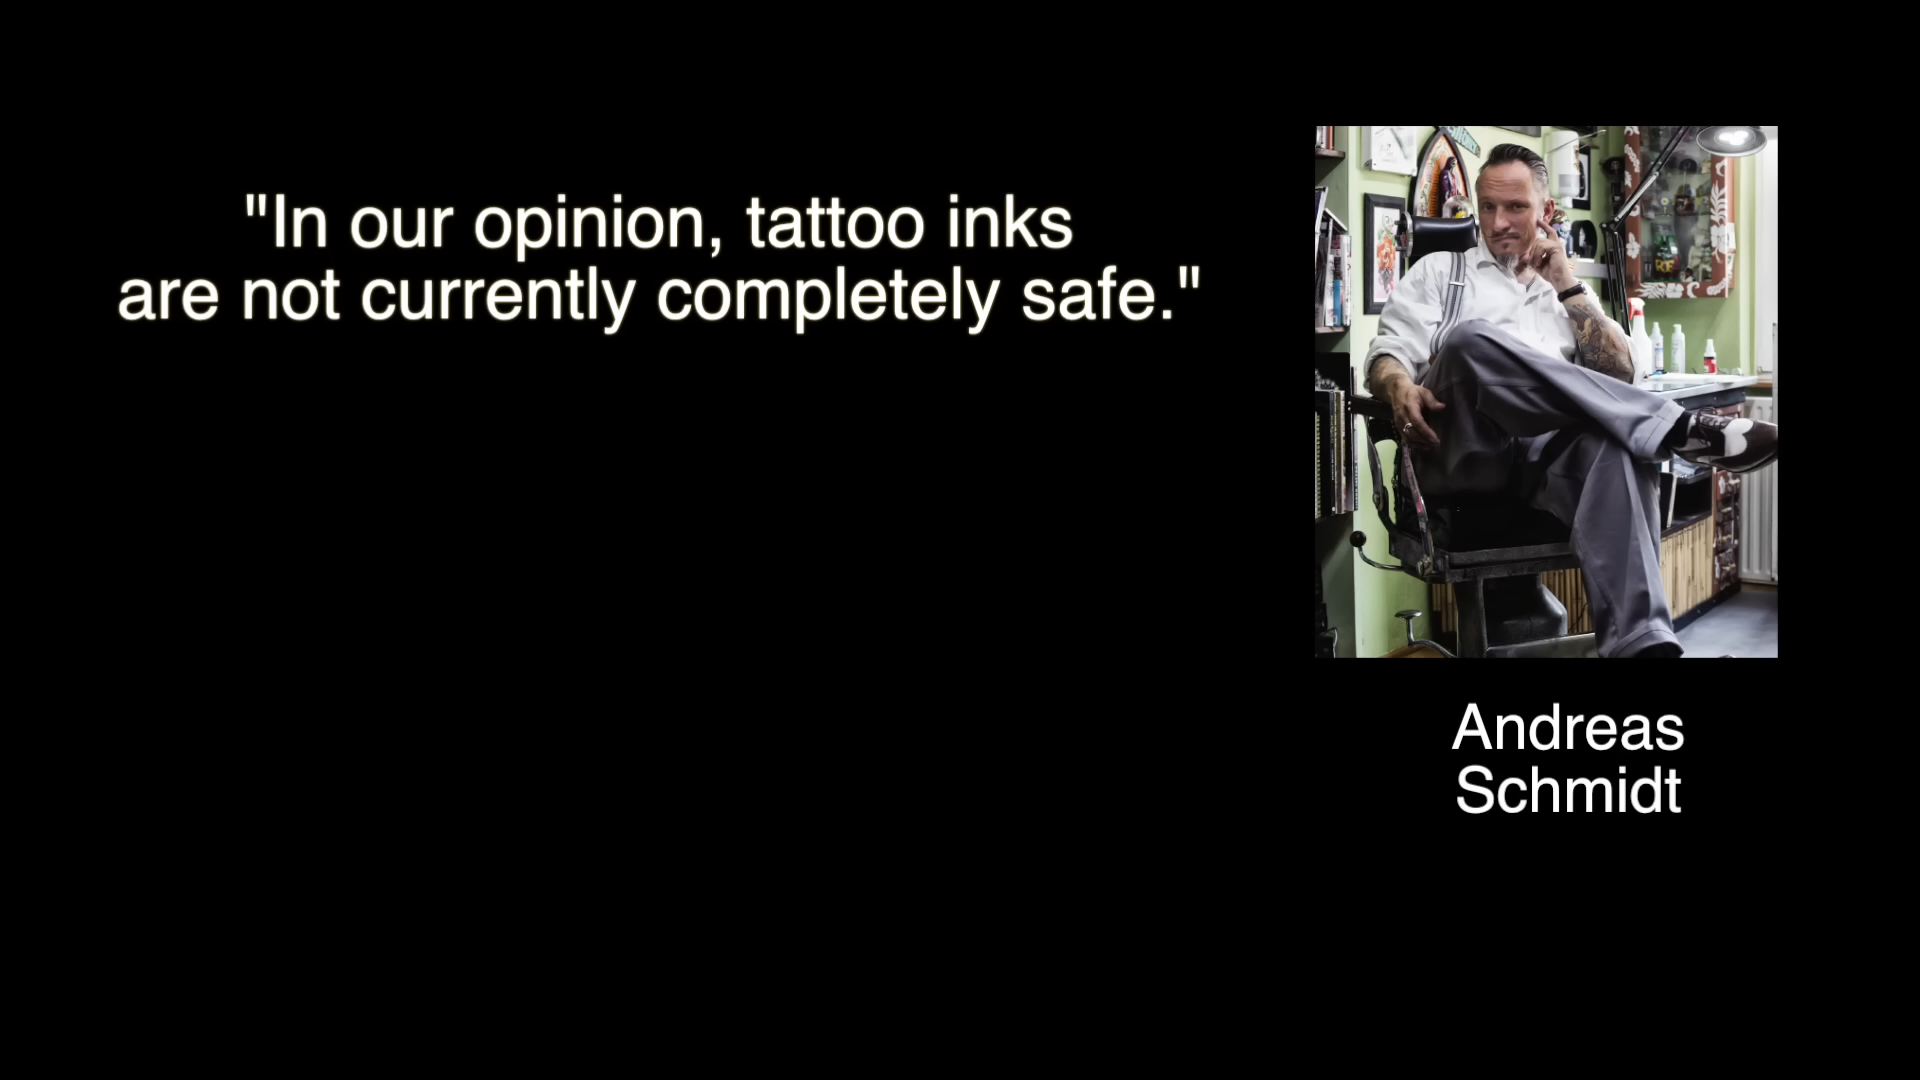 "In our opinion, tattoo inks
are not currently completely safe."
Andreas
Schmidt